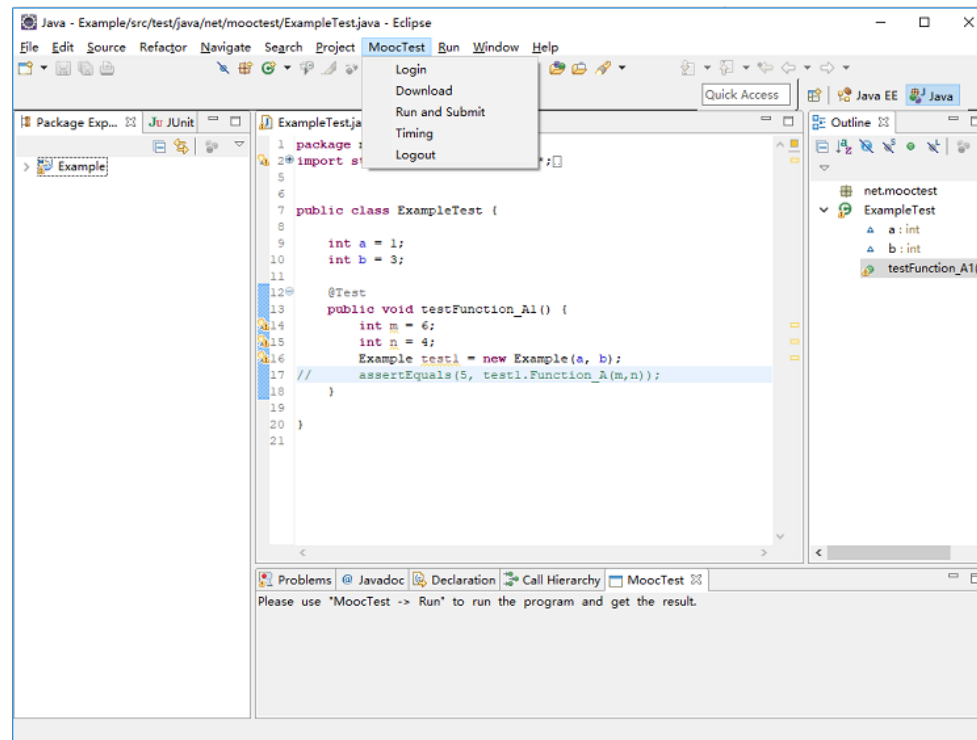 Java - Example/src/test/java/net/mooctest/ExampleTest.java - Eclipse
File Edit Source Refactor Navigate Search Project MoocTest Run Window Help
Login
Download
Run and Submit
Timing
Logout
Quick Access
Java EE
Java
Package Exp...
JUnit
Example
ExampleTest.ja
1 package
2 import st *;
5
6
7 public class ExampleTest {
8
9 int a = 1;
10 int b = 3;
11
12 @Test
13 public void testFunction_A1() {
14 int m = 6;
15 int n = 4;
16 Example test1 = new Example(a, b);
17 // assertEquals(5, test1.Function_A(m,n));
18 }
19
20 }
21
Outline
net.mooctest
ExampleTest
a : int
b : int
testFunction_A1(
Problems @ Javadoc Declaration Call Hierarchy MoocTest
Please use "MoocTest -> Run" to run the program and get the result.